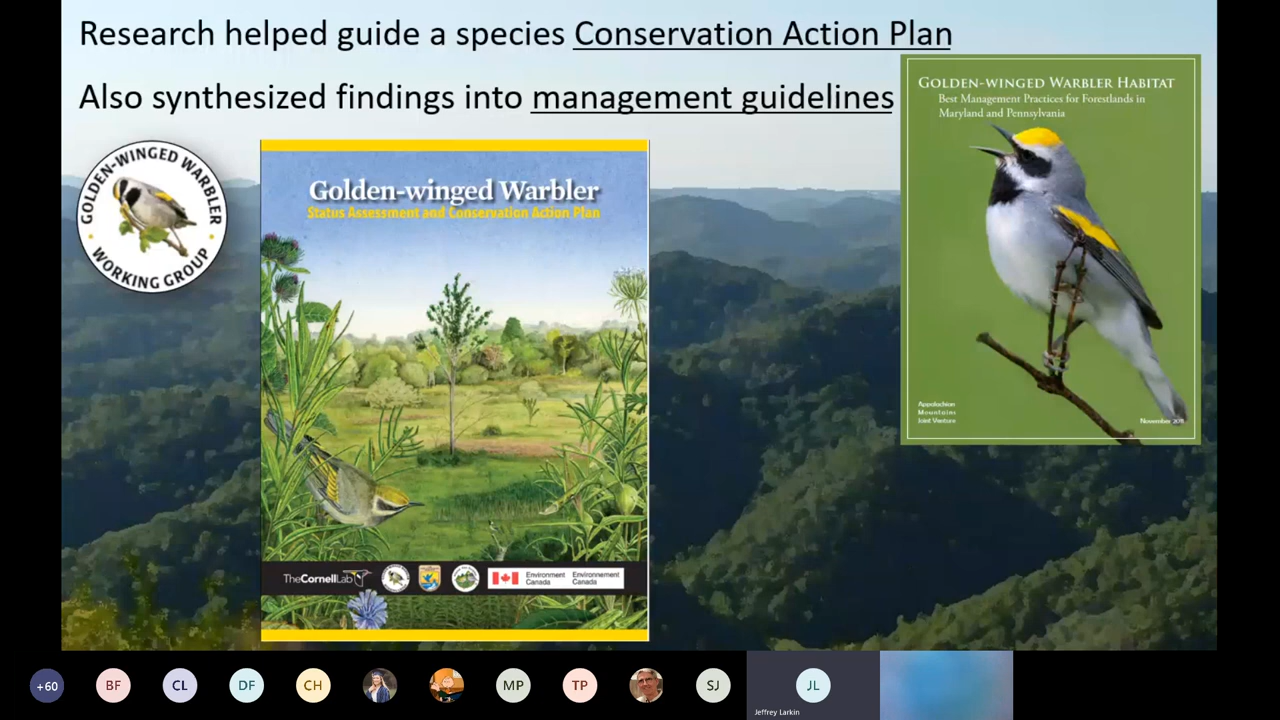 Research helped guide a species Conservation Action Plan
Also synthesized findings into management guidelines
GOLDEN-WINGED WARBLER
WORKING GROUP
Golden-winged Warbler
Status Assessment and Conservation Action Plan
TheCornellLab
Environment
Canada
Environnement
Canada
GOLDEN-WINGED WARBLER HABITAT
Best Management Practices for Forestlands in
Maryland and Pennsylvania
Appalachian
Mountains
Joint Venture
November 2011
+60
BF
CL
DF
CH
MP
TP
SJ
JL
Jeffrey Larkin